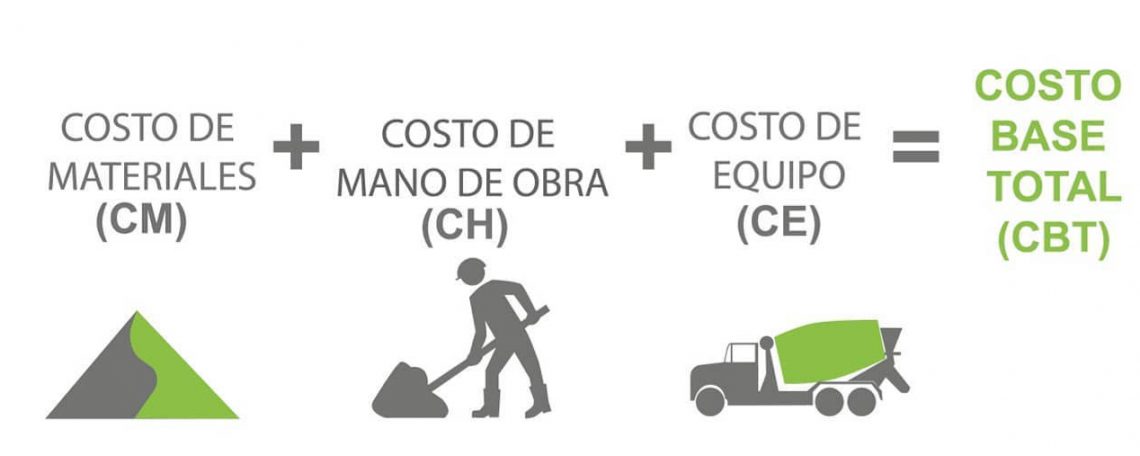 COSTO DE
MATERIALES
(CM)
+
COSTO DE
MANO DE OBRA
(CH)
+
COSTO DE
EQUIPO
(CE)
=
COSTO
BASE
TOTAL
(CBT)